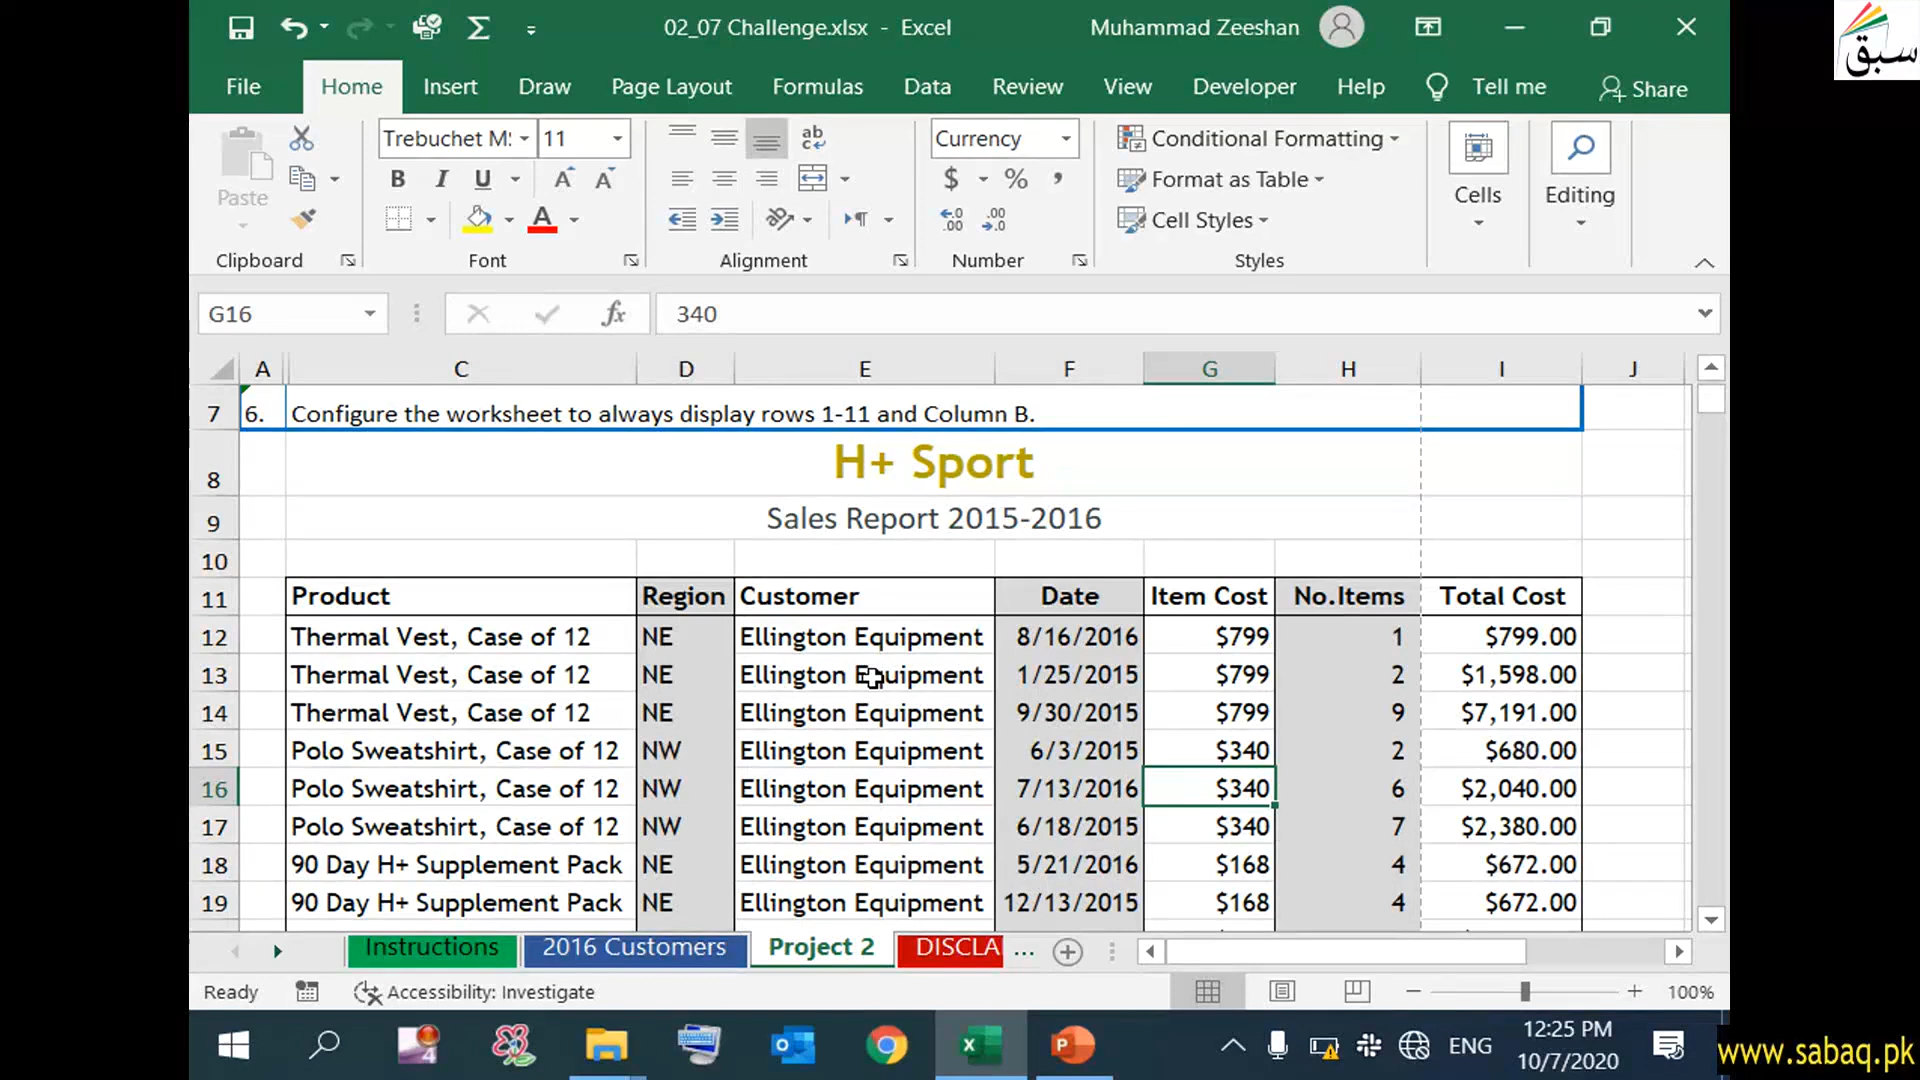 02_07 Challenge.xlsx - Excel
Muhammad Zeeshan
سبق
File Home Insert Draw Page Layout Formulas Data Review View Developer Help Tell me Share
Paste
Clipboard
Trebuchet M: 11
B I U A A
A
Font
ab
Alignment
Currency
$ % ,
Number
Conditional Formatting
Format as Table
Cell Styles
Styles
Cells
Editing
G16 fx 340
A C D E F G H I J
7 6. Configure the worksheet to always display rows 1-11 and Column B.
8 H+ Sport
9 Sales Report 2015-2016
10
11 Product Region Customer Date Item Cost No.Items Total Cost
12 Thermal Vest, Case of 12 NE Ellington Equipment 8/16/2016 $799 1 $799.00
13 Thermal Vest, Case of 12 NE Ellington Equipment 1/25/2015 $799 2 $1,598.00
14 Thermal Vest, Case of 12 NE Ellington Equipment 9/30/2015 $799 9 $7,191.00
15 Polo Sweatshirt, Case of 12 NW Ellington Equipment 6/3/2015 $340 2 $680.00
16 Polo Sweatshirt, Case of 12 NW Ellington Equipment 7/13/2016 $340 6 $2,040.00
17 Polo Sweatshirt, Case of 12 NW Ellington Equipment 6/18/2015 $340 7 $2,380.00
18 90 Day H+ Supplement Pack NE Ellington Equipment 5/21/2016 $168 4 $672.00
19 90 Day H+ Supplement Pack NE Ellington Equipment 12/13/2015 $168 4 $672.00
Instructions 2016 Customers Project 2 DISCLA ...
Ready Accessibility: Investigate 100%
ENG 12:25 PM
10/7/2020
www.sabaq.pk